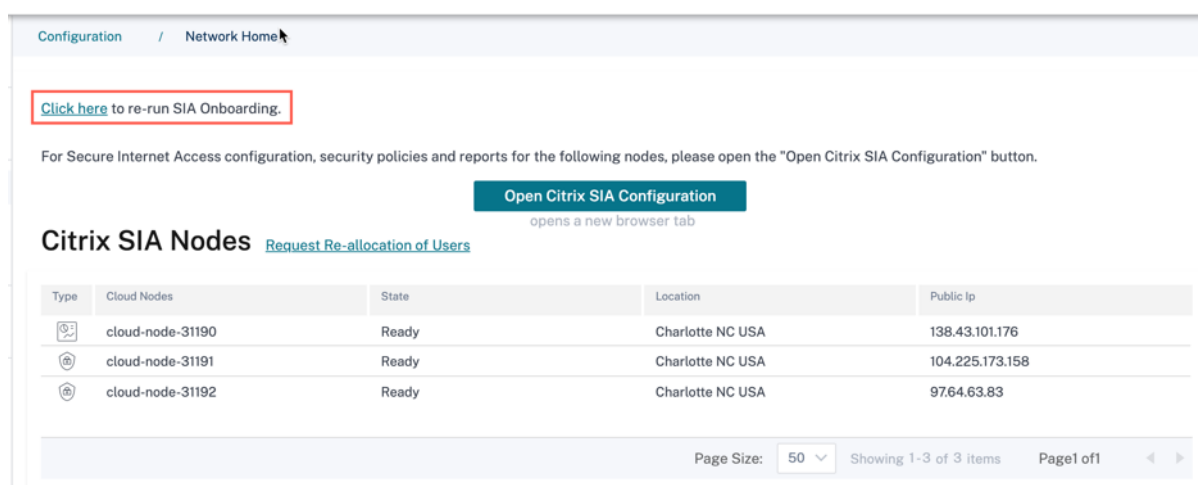 Configuration / Network Home
Click here to re-run SIA Onboarding.
For Secure Internet Access configuration, security policies and reports for the following nodes, please open the "Open Citrix SIA Configuration" button.
Open Citrix SIA Configuration
opens a new browser tab
Citrix SIA Nodes Request Re-allocation of Users
Type Cloud Nodes State Location Public Ip
cloud-node-31190 Ready Charlotte NC USA 138.43.101.176
cloud-node-31191 Ready Charlotte NC USA 104.225.173.158
cloud-node-31192 Ready Charlotte NC USA 97.64.63.83
Page Size: 50 Showing 1-3 of 3 items Page1 of1